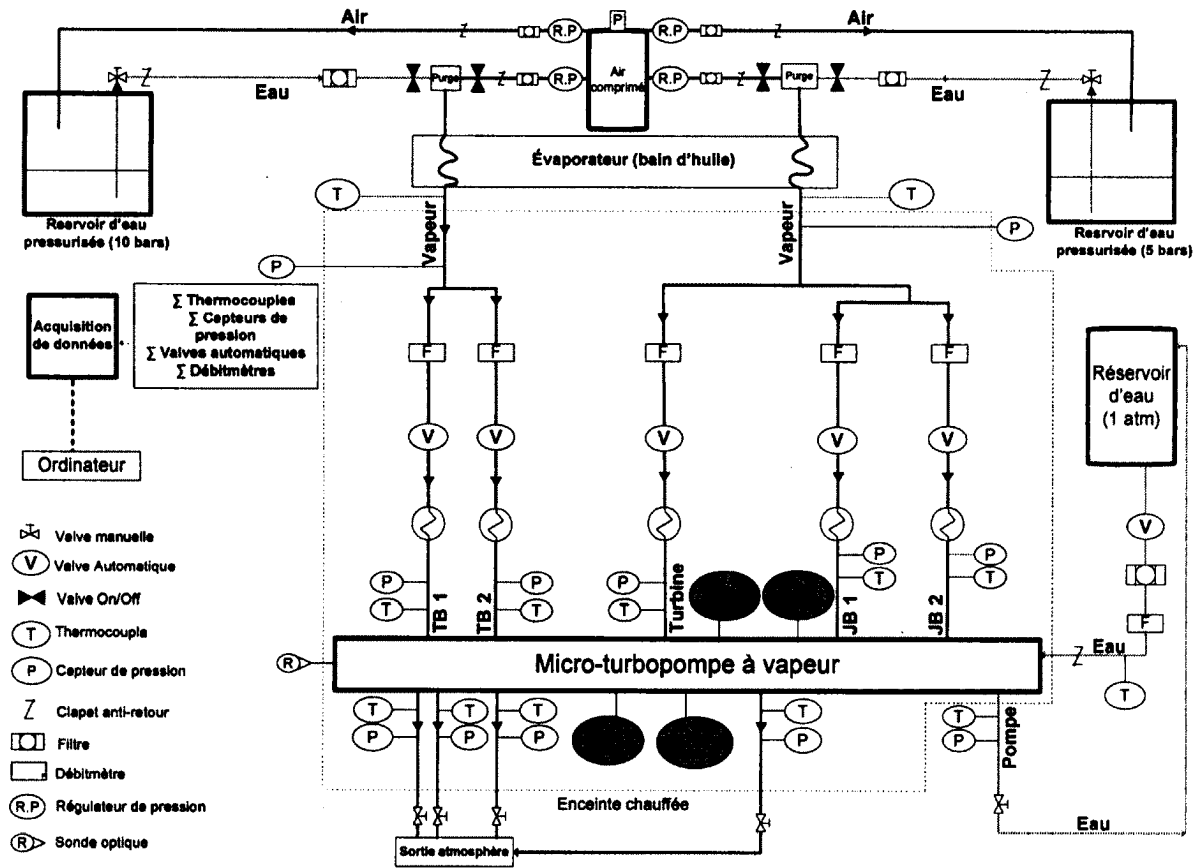 Air
P
Air
R.P
R.P
Purge
R.P
Air
comprimé
R.P
Purge
Eau
Eau
Évaporateur (bain d'huile)
T
T
Reservoir d'eau
pressurisée (10 bars)
Vapeur
Vapeur
P
Resrvoir d'eau
pressurisée (5 bars)
P
Acquisition
de données
∑ Thermocouples
∑ Capteurs de
pression
∑ Valves automatiques
∑ Débitmètres
F
F
F
F
F
Réservoir
d'eau
(1 atm)
V
V
V
V
V
Ordinateur
Valve manuelle
V
Valve Automatique
V
Valve On/Off
T
Thermocouple
P
Capteur de pression
Clapet anti-retour
Filtre
Débitmètre
R.P
Régulateur de pression
R
Sonde optique
P
T
TB 1
P
T
TB 2
P
T
Turbine
P
T
JB 1
P
T
JB 2
F
R
Micro-turbopompe à vapeur
Eau
T
T
P
T
P
T
P
T
P
T
P
Pompe
Enceinte chauffée
Eau
Sortie atmosphère